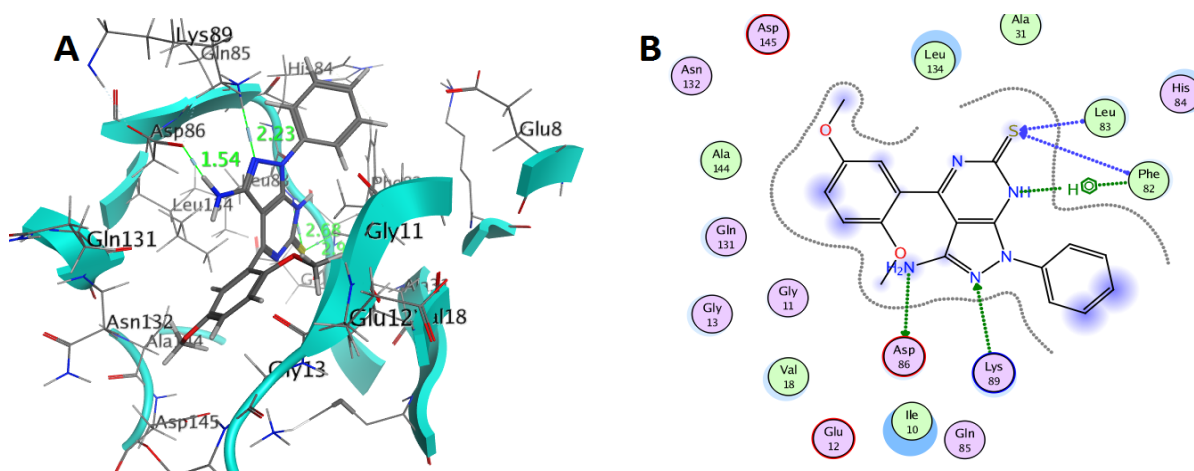 A
Lys89
Gln85
His84
Asp86
2.23
1.54
Glu8
Gln131
2.68
Gly11
Asn132
Glu12
Gly13
Asp145
B
Asp
145
Ala
31
Asn
132
Leu
134
His
84
Leu
83
Phe
82
Ala
144
O
S
N
NH
H
Gln
131
O
H₂N
N
N
Gly
13
Gly
11
Asp
86
Lys
89
Val
18
Glu
12
Ile
10
Gln
85